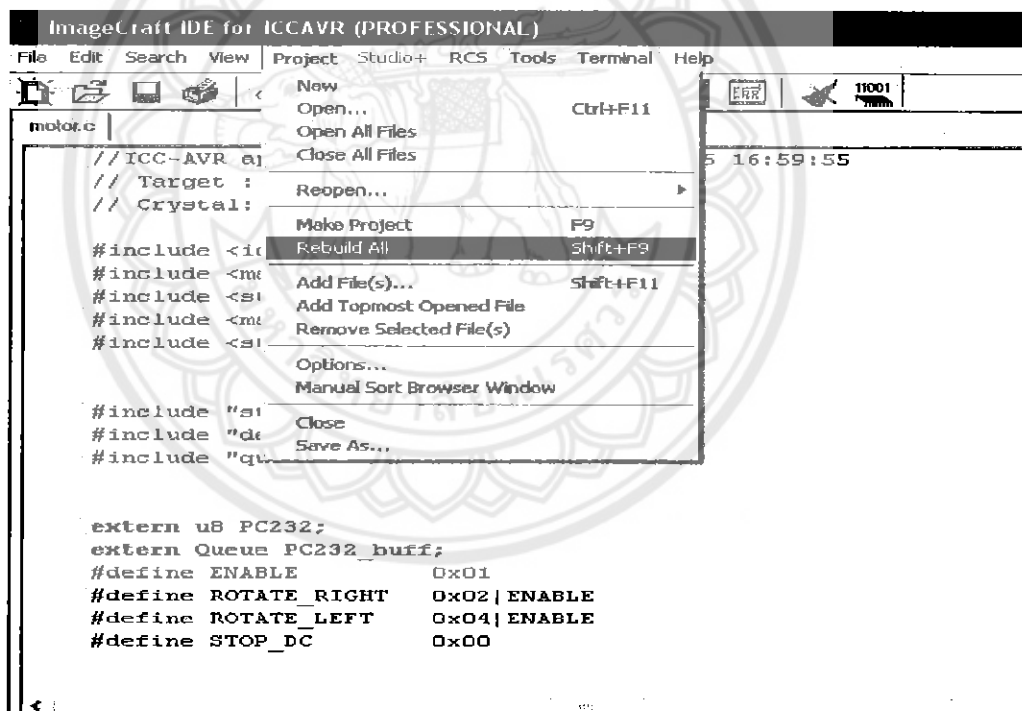 ImageCraft IDE for ICCAVR (PROFESSIONAL)
File Edit Search View Project Studio+ RCS Tools Terminal Help
ERR 11001
motor.c
New
Open... Ctrl+F11
Open All Files
Close All Files
Reopen...
Make Project F9
Rebuild All Shift+F9
Add File(s)... Shift+F11
Add Topmost Opened File
Remove Selected File(s)
Options...
Manual Sort Browser Window
Close
Save As...
//ICC-AVR 5 16:59:55
// Target :
// Crystal:
#include <
#include <
#include <
#include <
#include <
#include "
#include "
#include "
extern u8 PC232;
extern Queue PC232_buff;
#define ENABLE 0x01
#define ROTATE_RIGHT 0x02|ENABLE
#define ROTATE_LEFT 0x04|ENABLE
#define STOP_DC 0x00